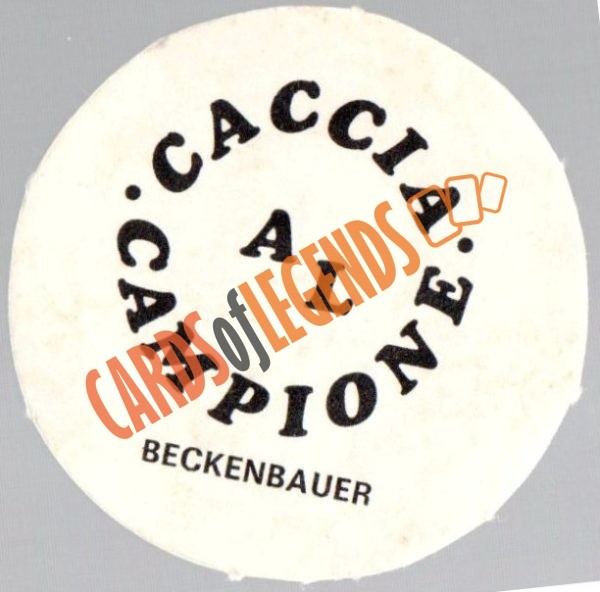 ·CACCIA·
AL
CAMPIONE
CARDSofLEGENDS
BECKENBAUER